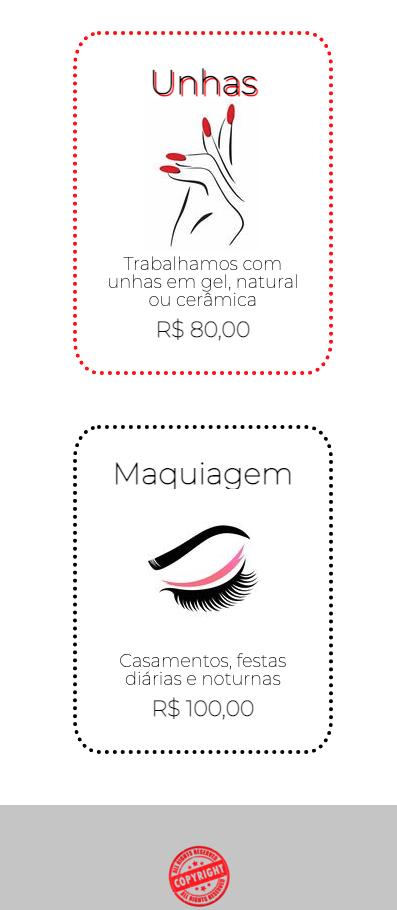 Unhas
Trabalhamos com
unhas em gel, natural
ou cerâmica
R$ 80,00
Maquiagem
Casamentos, festas
diárias e noturnas
R$ 100,00
ALL RIGHTS RESERVED
COPYRIGHT
ALL RIGHTS RESERVED